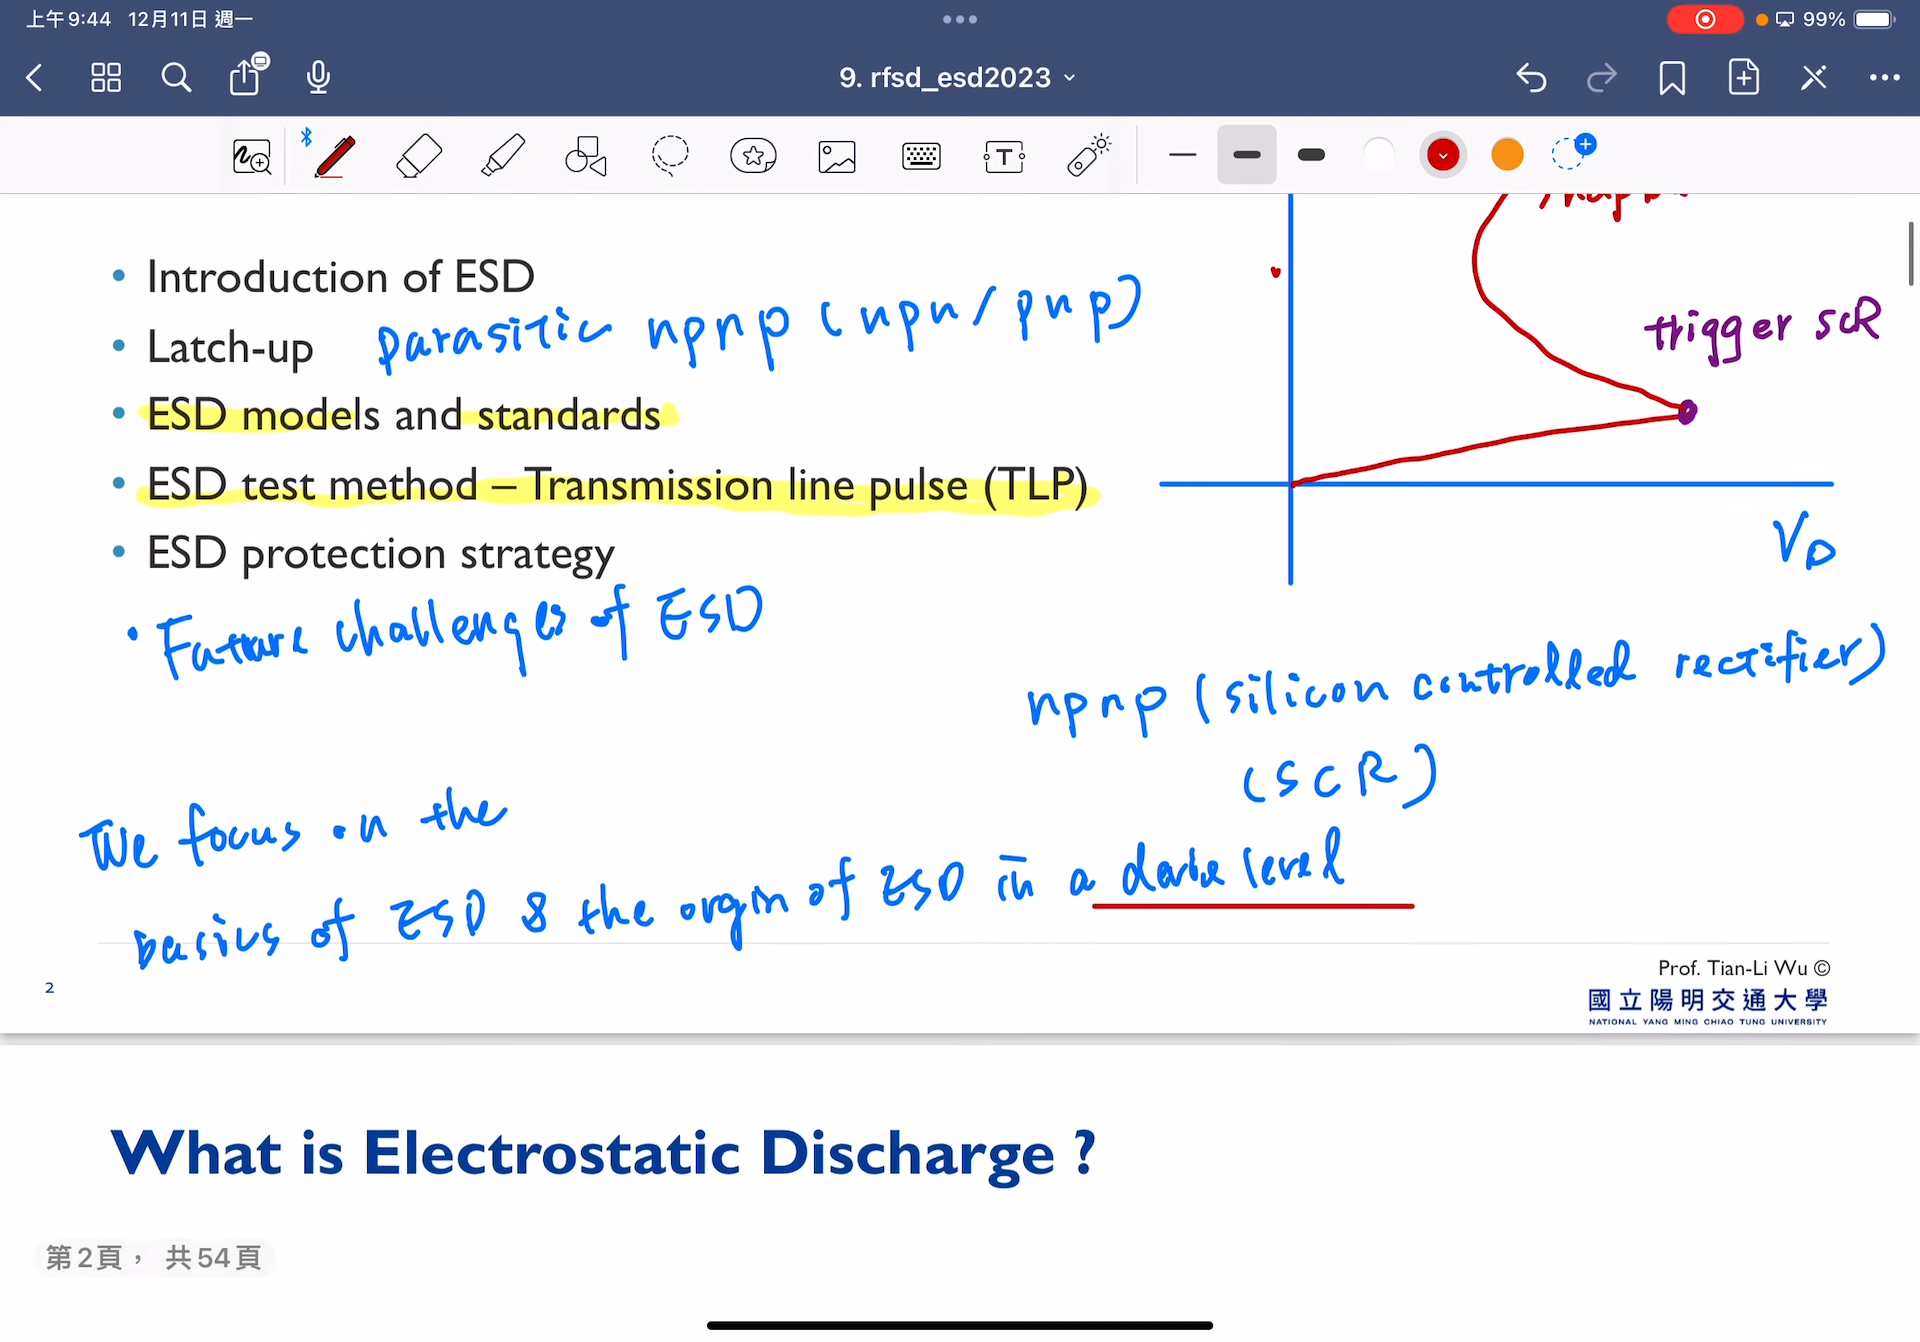 上午9:44 12月11日 週一
99%
9. rfsd_esd2023
T
• Introduction of ESD
• Latch-up parasitic npnp (npn/pnp)
trigger SCR
• ESD models and standards
• ESD test method – Transmission line pulse (TLP)
• ESD protection strategy
VD
• Future challenges of ESD
npnp (silicon controlled rectifier)
(SCR)
We focus on the
basics of ESD & the orgin of ESD in a level
Prof. Tian-Li Wu ©
2
國立陽明交通大學
NATIONAL YANG MING CHIAO TUNG UNIVERSITY
What is Electrostatic Discharge ?
第2頁， 共54頁